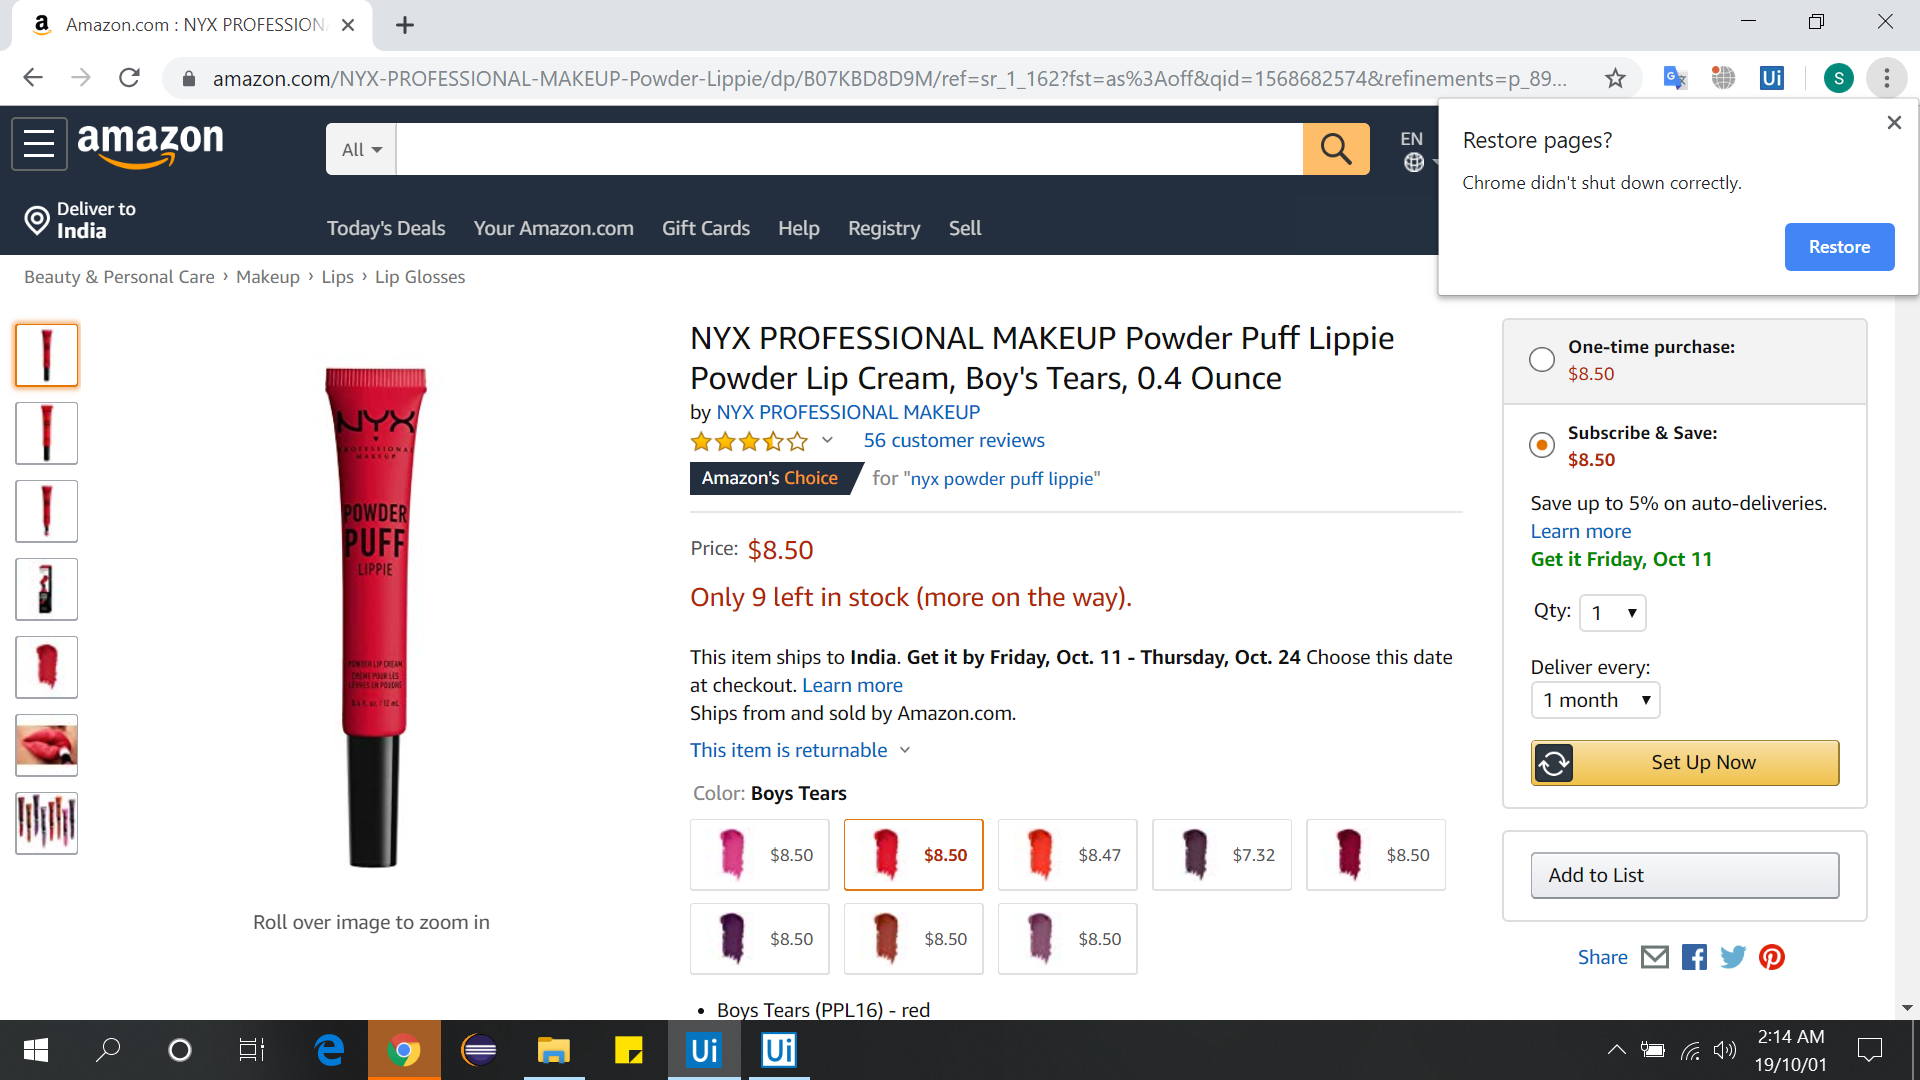 Amazon.com : NYX PROFESSION
amazon.com/NYX-PROFESSIONAL-MAKEUP-Powder-Lippie/dp/B07KBD8D9M/ref=sr_1_162?fst=as%3Aoff&qid=1568682574&refinements=p_89...
S
Restore pages?
Chrome didn't shut down correctly.
Restore
amazon
All
EN
Deliver to
India
Today's Deals Your Amazon.com Gift Cards Help Registry Sell
Beauty & Personal Care › Makeup › Lips › Lip Glosses
NYX
PROFESSIONAL
MAKEUP
POWDER
PUFF
LIPPIE
POWDER LIP CREAM
CRÈME POUR LES
LÈVRES EN POUDRE
0.4 fl. oz. / 12 mL
Roll over image to zoom in
NYX PROFESSIONAL MAKEUP Powder Puff Lippie
Powder Lip Cream, Boy's Tears, 0.4 Ounce
by NYX PROFESSIONAL MAKEUP
56 customer reviews
Amazon's Choice for "nyx powder puff lippie"
Price: $8.50
Only 9 left in stock (more on the way).
This item ships to India. Get it by Friday, Oct. 11 - Thursday, Oct. 24 Choose this date
at checkout. Learn more
Ships from and sold by Amazon.com.
This item is returnable
Color: Boys Tears
$8.50 $8.50 $8.47 $7.32 $8.50
$8.50 $8.50 $8.50
• Boys Tears (PPL16) - red
One-time purchase:
$8.50
Subscribe & Save:
$8.50
Save up to 5% on auto-deliveries.
Learn more
Get it Friday, Oct 11
Qty: 1
Deliver every:
1 month
Set Up Now
Add to List
Share
Ui
Ui
Ui
2:14 AM
19/10/01